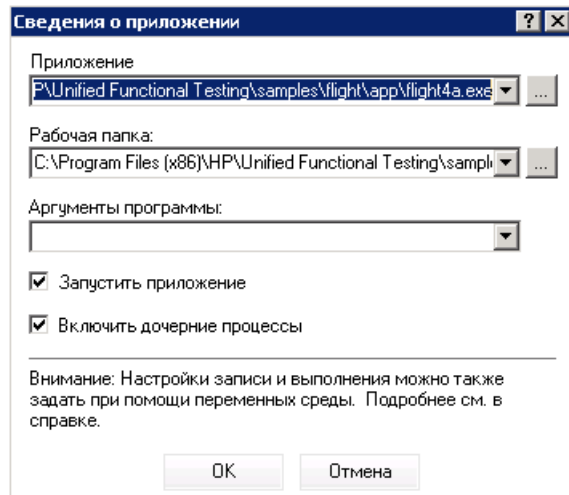 Сведения о приложении
Приложение
P\Unified Functional Testing\samples\flight\app\flight4a.exe
...
Рабочая папка:
C:\Program Files (x86)\HP\Unified Functional Testing\sampl
...
Аргументы программы:
Запустить приложение
Включить дочерние процессы
Внимание: Настройки записи и выполнения можно также
задать при помощи переменных среды. Подробнее см. в
справке.
OK
Отмена